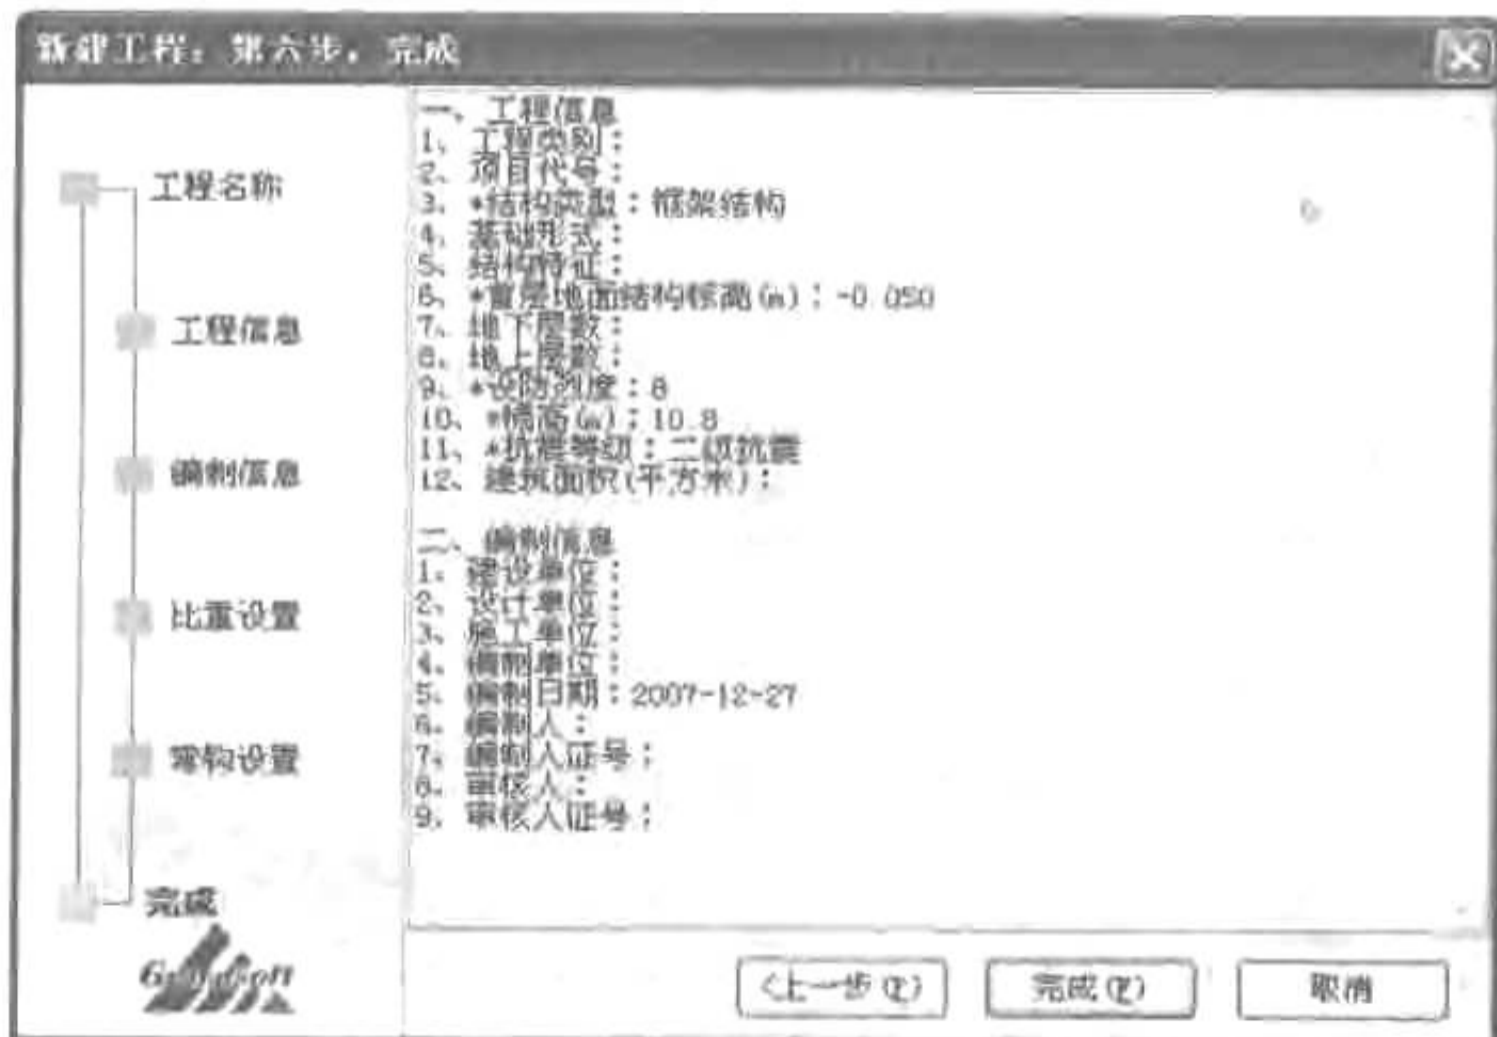 新建工程：第六步，完成
工程名称
工程信息
编制信息
比重设置
弯钩设置
完成
一、工程信息
1、工程类别：
2、项目代号：
3、*结构类型：框架结构
4、基础形式：
5、结构特征：
6、*首层地面结构标高(m)：-0.050
7、地下层数：
8、地上层数：
9、*设防烈度：8
10、*檐高(m)：10.8
11、*抗震等级：二级抗震
12、建筑面积(平方米)：
二、编制信息
1、建设单位：
2、设计单位：
3、施工单位：
4、编制单位：
5、编制日期：2007-12-27
6、编制人：
7、编制人证号：
8、审核人：
9、审核人证号：
<上一步(P)
完成(F)
取消